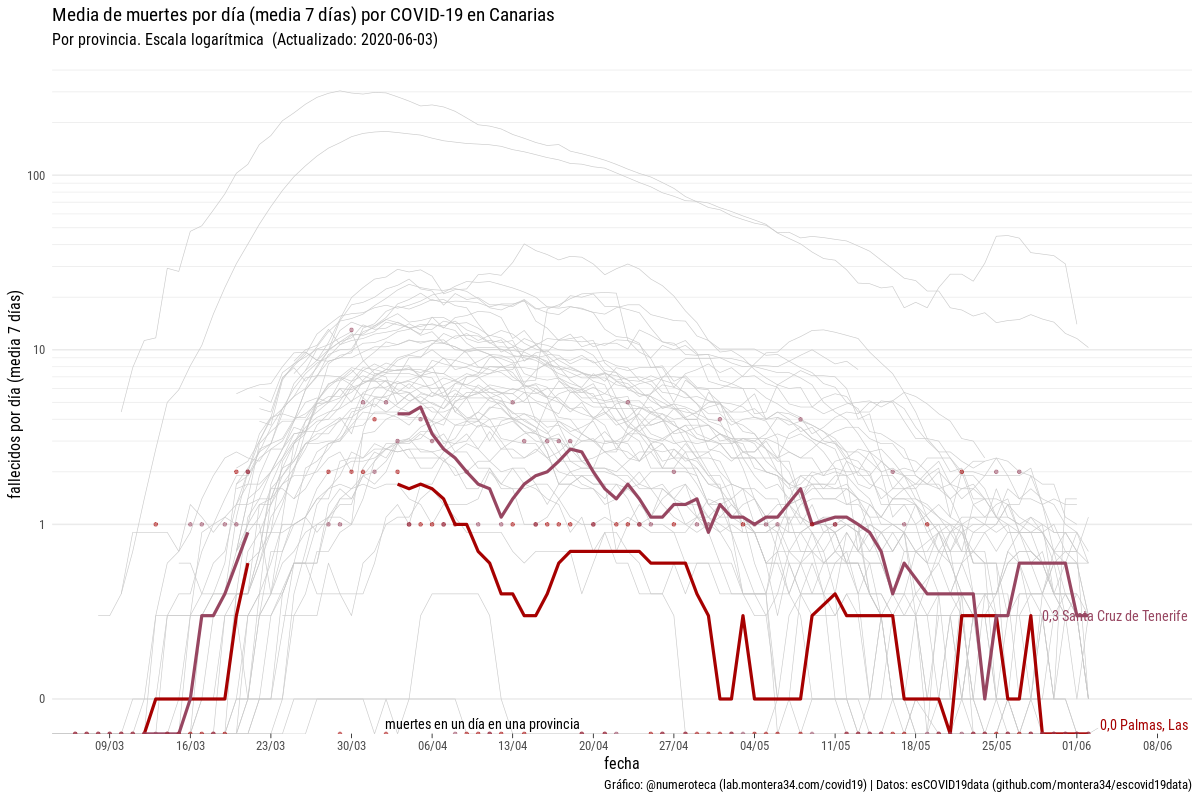 Media de muertes por día (media 7 días) por COVID-19 en Canarias
Por provincia. Escala logarítmica (Actualizado: 2020-06-03)
fallecidos por día (media 7 días)
100
10
1
0
0,3 Santa Cruz de Tenerife
0,0 Palmas, Las
muertes en un día en una provincia
09/03 16/03 23/03 30/03 06/04 13/04 20/04 27/04 04/05 11/05 18/05 25/05 01/06 08/06
fecha
Gráfico: @numeroteca (lab.montera34.com/covid19) | Datos: esCOVID19data (github.com/montera34/escovid19data)